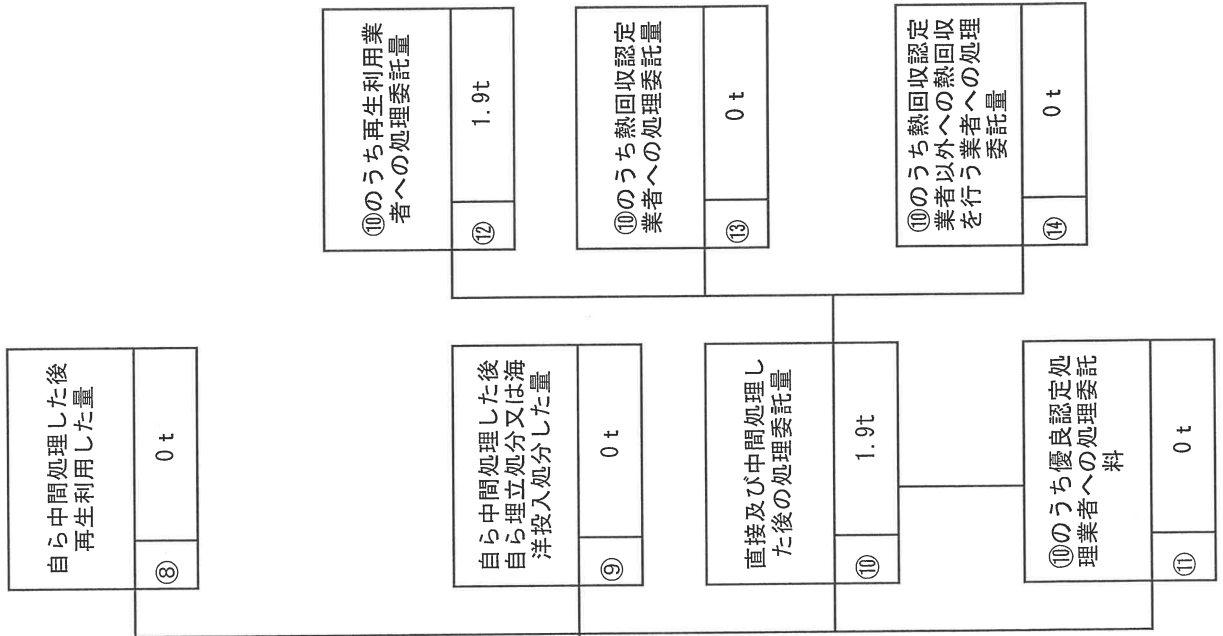 自ら中間処理した後
再生利用した量
⑧
0 t
自ら中間処理した後
自ら埋立処分又は海
洋投入処分した量
⑨
0 t
直接及び中間処理し
た後の処理委託量
⑩
1.9t
⑩のうち優良認定処
理業者への処理委託
料
⑪
0 t
⑩のうち再生利用業
者への処理委託量
⑫
1.9t
⑩のうち熱回収認定
業者への処理委託量
⑬
0 t
⑩のうち熱回収認定
業者以外への熱回収
を行う業者への処理
委託量
⑭
0 t